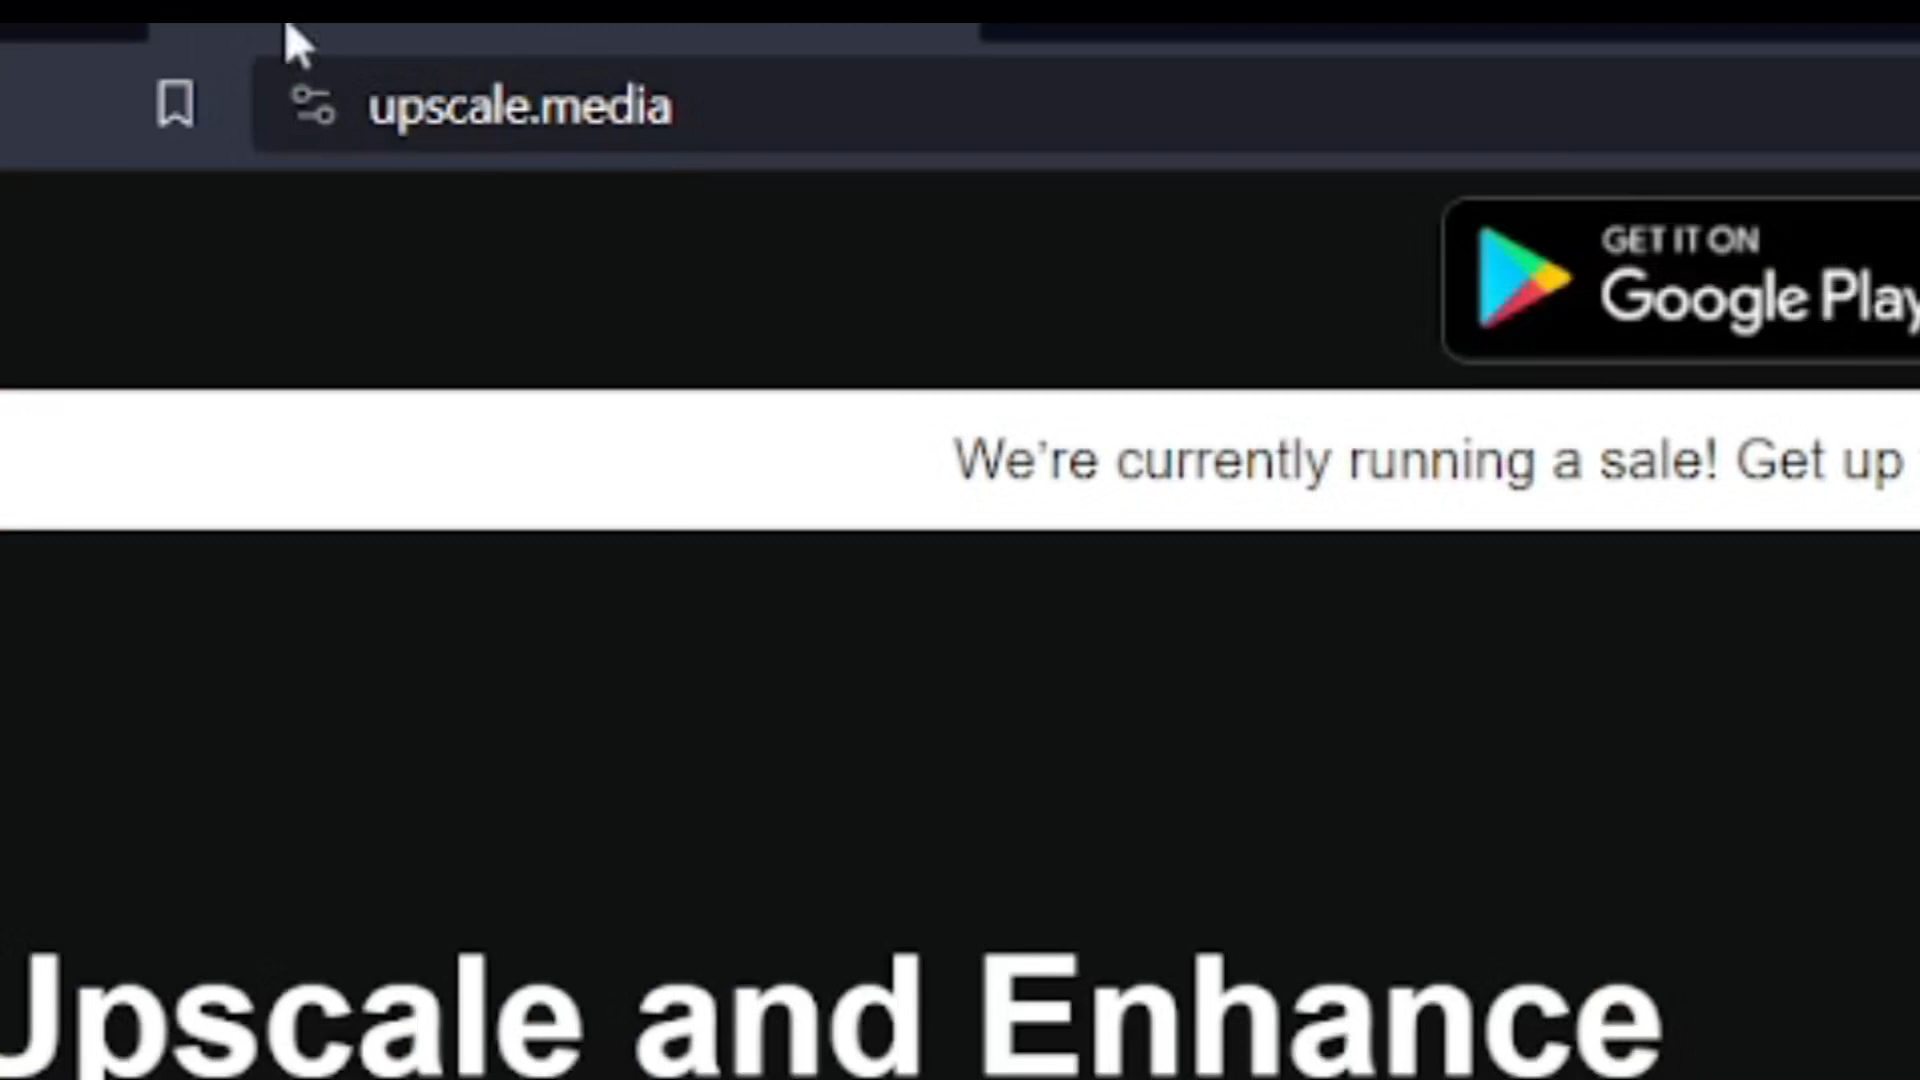 upscale.media
GET IT ON
Google Play
We're currently running a sale! Get up
Upscale and Enhance